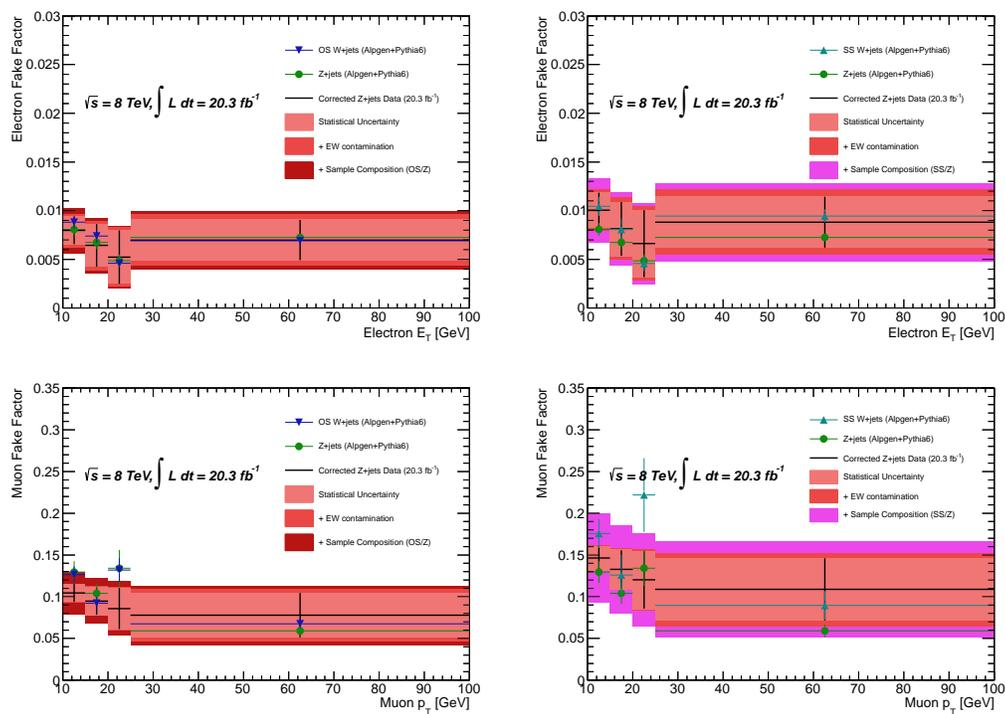 Electron Fake Factor
0.03
0.025
0.02
0.015
0.01
0.005
0
OS W+jets (Alpgen+Pythia6)
Z+jets (Alpgen+Pythia6)
Corrected Z+jets Data (20.3 fb⁻¹)
Statistical Uncertainty
+ EW contamination
+ Sample Composition (OS/Z)
√s = 8 TeV, ∫ L dt = 20.3 fb⁻¹
10 20 30 40 50 60 70 80 90 100
Electron E_T [GeV]
Electron Fake Factor
0.03
0.025
0.02
0.015
0.01
0.005
0
SS W+jets (Alpgen+Pythia6)
Z+jets (Alpgen+Pythia6)
Corrected Z+jets Data (20.3 fb⁻¹)
Statistical Uncertainty
+ EW contamination
+ Sample Composition (SS/Z)
√s = 8 TeV, ∫ L dt = 20.3 fb⁻¹
10 20 30 40 50 60 70 80 90 100
Electron E_T [GeV]
Muon Fake Factor
0.35
0.3
0.25
0.2
0.15
0.1
0.05
0
OS W+jets (Alpgen+Pythia6)
Z+jets (Alpgen+Pythia6)
Corrected Z+jets Data (20.3 fb⁻¹)
Statistical Uncertainty
+ EW contamination
+ Sample Composition (OS/Z)
√s = 8 TeV, ∫ L dt = 20.3 fb⁻¹
10 20 30 40 50 60 70 80 90 100
Muon p_T [GeV]
Muon Fake Factor
0.35
0.3
0.25
0.2
0.15
0.1
0.05
0
SS W+jets (Alpgen+Pythia6)
Z+jets (Alpgen+Pythia6)
Corrected Z+jets Data (20.3 fb⁻¹)
Statistical Uncertainty
+ EW contamination
+ Sample Composition (SS/Z)
√s = 8 TeV, ∫ L dt = 20.3 fb⁻¹
10 20 30 40 50 60 70 80 90 100
Muon p_T [GeV]